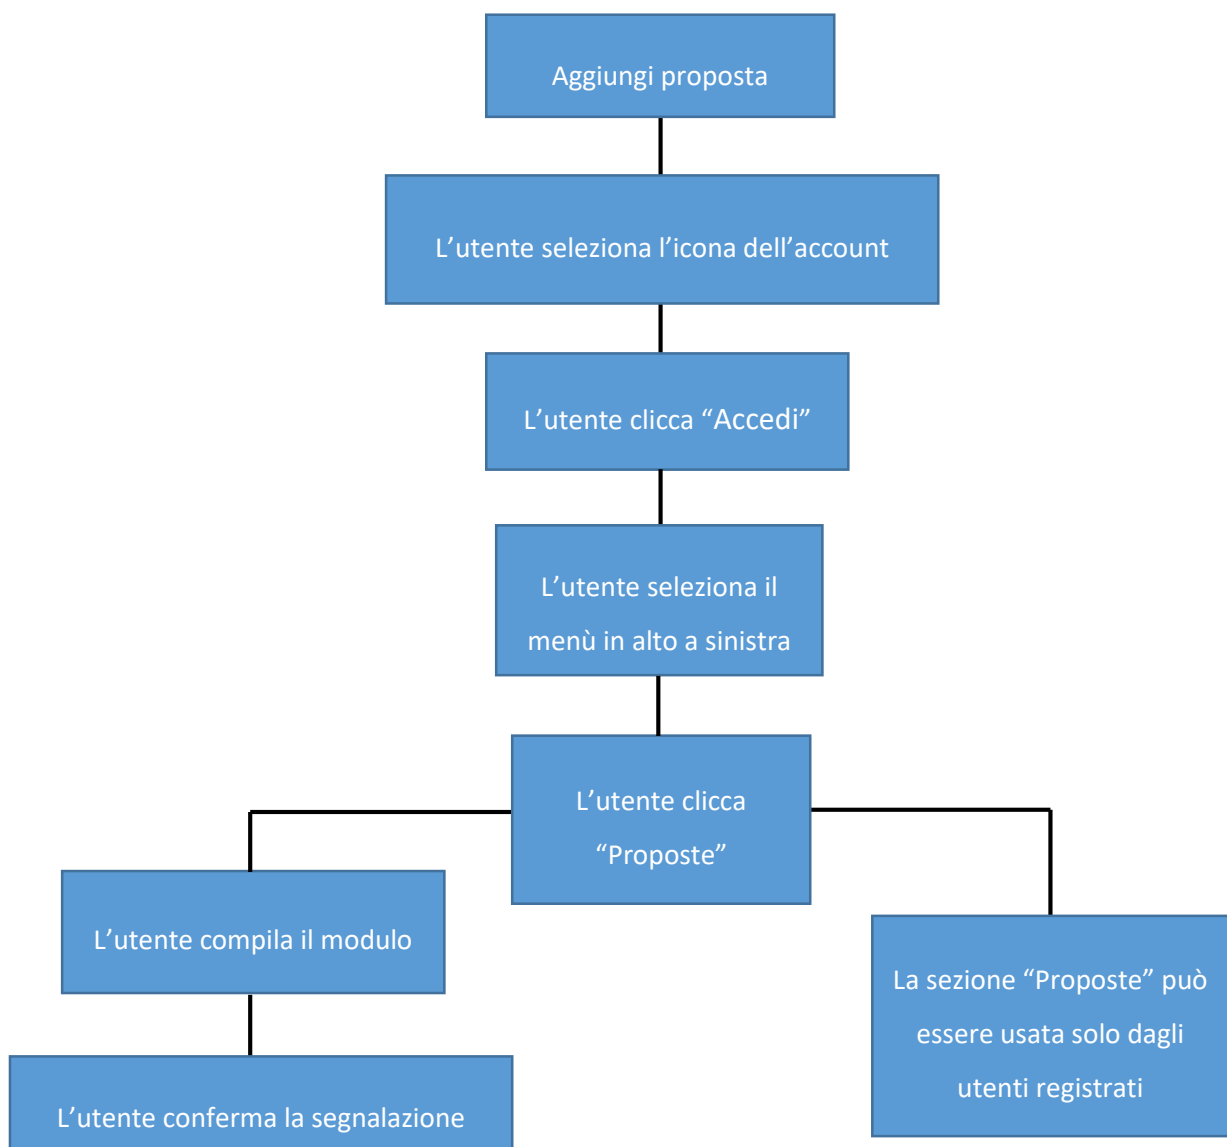 Aggiungi proposta
L’utente seleziona l’icona dell’account
L’utente clicca “Accedi”
L’utente seleziona il
menù in alto a sinistra
L’utente clicca
“Proposte”
L’utente compila il modulo
L’utente conferma la segnalazione
La sezione “Proposte” può
essere usata solo dagli
utenti registrati